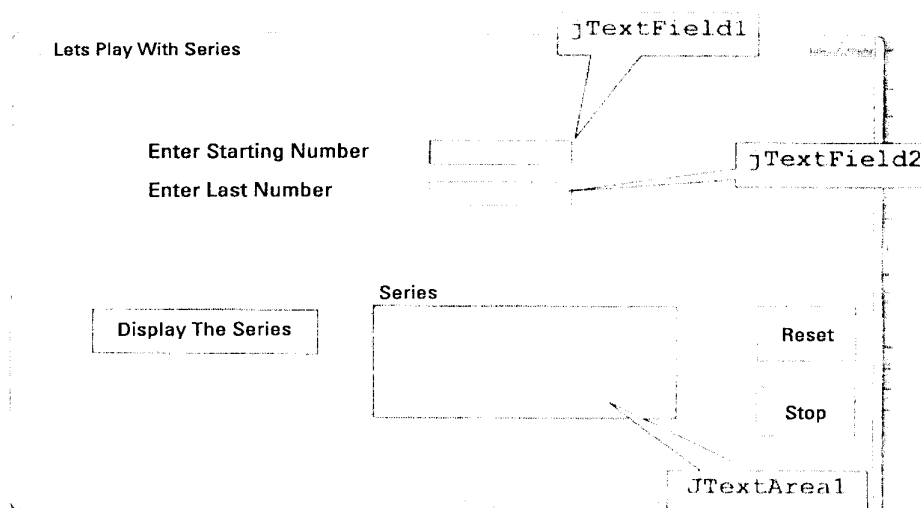 jTextField1
Lets Play With Series
Enter Starting Number
jTextField2
Enter Last Number
Series
Display The Series
Reset
Stop
JTextArea1